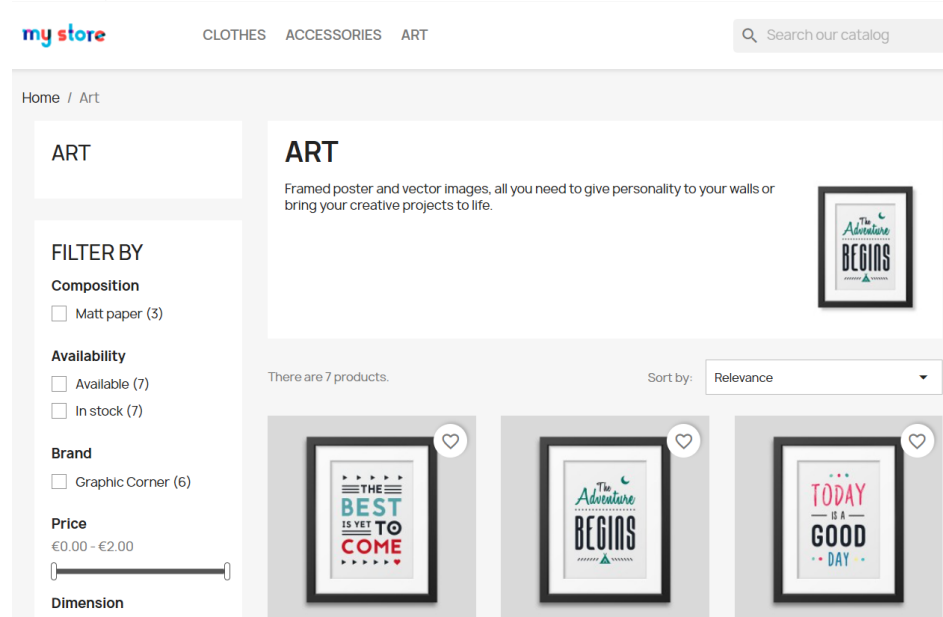 my store
CLOTHES ACCESSORIES ART
Search our catalog
Home / Art
ART
FILTER BY
Composition
Matt paper (3)
Availability
Available (7)
In stock (7)
Brand
Graphic Corner (6)
Price
€0.00 - €2.00
Dimension
ART
Framed poster and vector images, all you need to give personality to your walls or
bring your creative projects to life.
The
Adventure
BEGINS
There are 7 products.
Sort by: Relevance
THE
BEST
IS YET TO
COME
The
Adventure
BEGINS
TODAY
IS A
GOOD
DAY